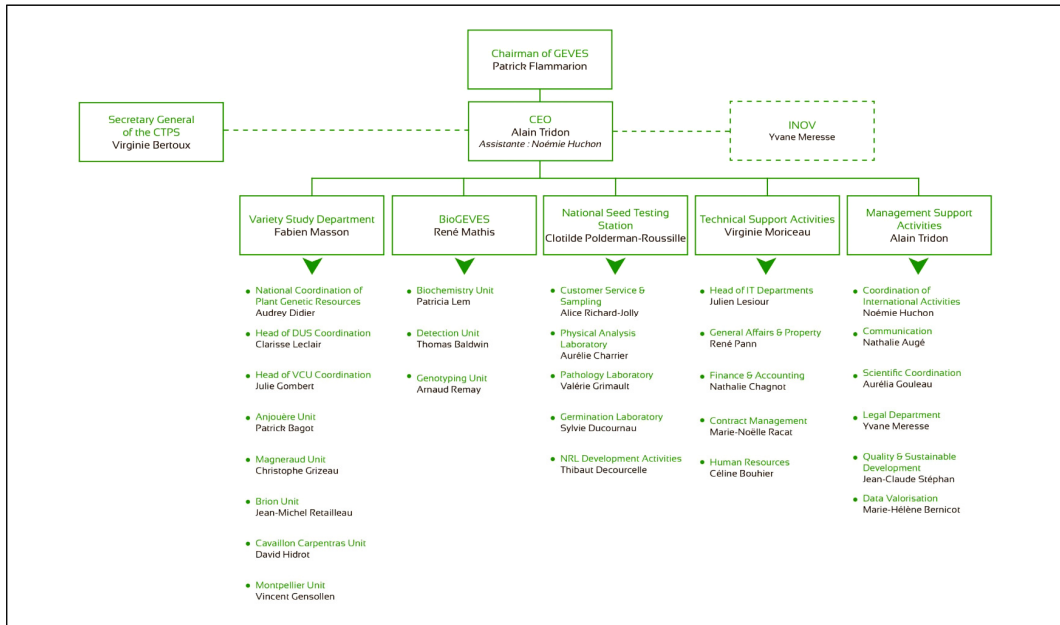 Chairman of GEVES
Patrick Flammarion
Secretary General
of the CTPS
Virginie Bertoux
CEO
Alain Tridon
Assistante : Noémie Huchon
INOV
Yvane Meresse
Variety Study Department
Fabien Masson
BioGEVES
René Mathis
National Seed Testing
Station
Clotilde Polderman-Roussille
Technical Support Activities
Virginie Moriceau
Management Support
Activities
Alain Tridon
National Coordination of
Plant Genetic Resources
Audrey Didier
Head of DUS Coordination
Clarisse Leclair
Head of VCU Coordination
Julie Gombert
Anjouère Unit
Patrick Bagot
Magneraud Unit
Christophe Grizeau
Brion Unit
Jean-Michel Retailleau
Cavaillon Carpentras Unit
David Hidrot
Montpellier Unit
Vincent Gensollen
Biochemistry Unit
Patricia Lem
Detection Unit
Thomas Baldwin
Genotyping Unit
Arnaud Remay
Customer Service &
Sampling
Alice Richard-Jolly
Physical Analysis
Laboratory
Aurélie Charrier
Pathology Laboratory
Valérie Grimault
Germination Laboratory
Sylvie Ducournau
NRL Development Activities
Thibaut Decourcelle
Head of IT Departments
Julien Lesiour
General Affairs & Property
René Pann
Finance & Accounting
Nathalie Chagnot
Contract Management
Marie-Noëlle Racat
Human Resources
Céline Bouhier
Coordination of
International Activities
Noémie Huchon
Communication
Nathalie Augé
Scientific Coordination
Aurélia Gouleau
Legal Department
Yvane Meresse
Quality & Sustainable
Development
Jean-Claude Stéphan
Data Valorisation
Marie-Hélène Bernicot